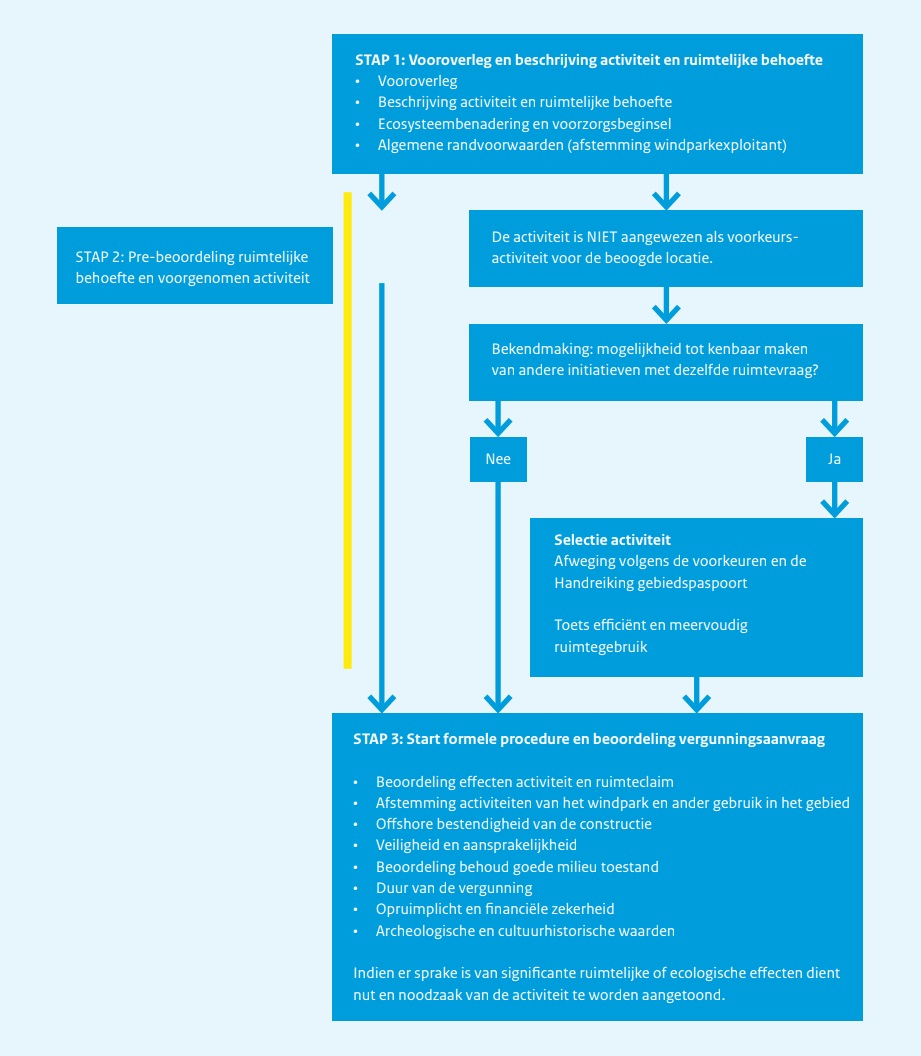 STAP 1: Vooroverleg en beschrijving activiteit en ruimtelijke behoefte
• Vooroverleg
• Beschrijving activiteit en ruimtelijke behoefte
• Ecosysteembenadering en voorzorgsbeginsel
• Algemene randvoorwaarden (afstemming windparkexploitant)
STAP 2: Pre-beoordeling ruimtelijke
behoefte en voorgenomen activiteit
De activiteit is NIET aangewezen als voorkeurs-
activiteit voor de beoogde locatie.
Bekendmaking: mogelijkheid tot kenbaar maken
van andere initiatieven met dezelfde ruimtevraag?
Nee
Ja
Selectie activiteit
Afweging volgens de voorkeuren en de
Handreiking gebiedspaspoort
Toets efficiënt en meervoudig
ruimtegebruik
STAP 3: Start formele procedure en beoordeling vergunningsaanvraag
• Beoordeling effecten activiteit en ruimteclaim
• Afstemming activiteiten van het windpark en ander gebruik in het gebied
• Offshore bestendigheid van de constructie
• Veiligheid en aansprakelijkheid
• Beoordeling behoud goede milieu toestand
• Duur van de vergunning
• Opruimplicht en financiële zekerheid
• Archeologische en cultuurhistorische waarden
Indien er sprake is van significante ruimtelijke of ecologische effecten dient
nut en noodzaak van de activiteit te worden aangetoond.